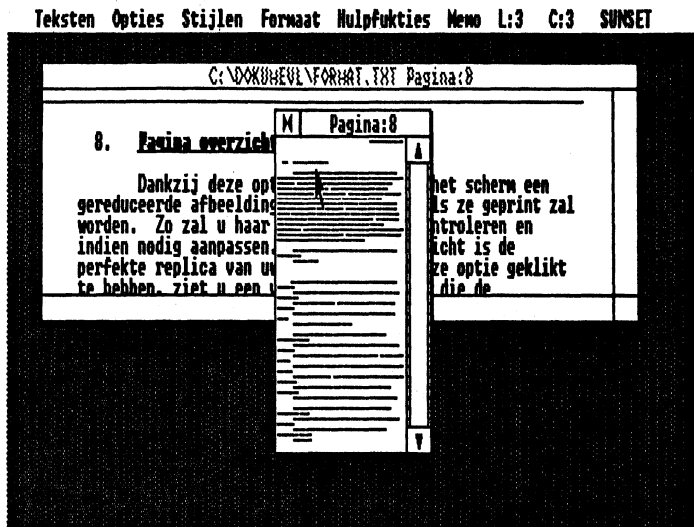 Teksten Opties Stijlen Formaat Hulpfukties Memo L:3 C:3 SUNSET
C:\DOKUMEVL\FORMAT.TXT Pagina:8
Pagina:8
8. Pagina overzicht
Dankzij deze opt het scherm een
gereduceerde afbeelding ls ze geprint zal
worden. Zo zal u haar ntroleren en
indien nodig aanpassen. icht is de
perfekte replica van uw ze optie geklikt
te hebben, ziet u een die de